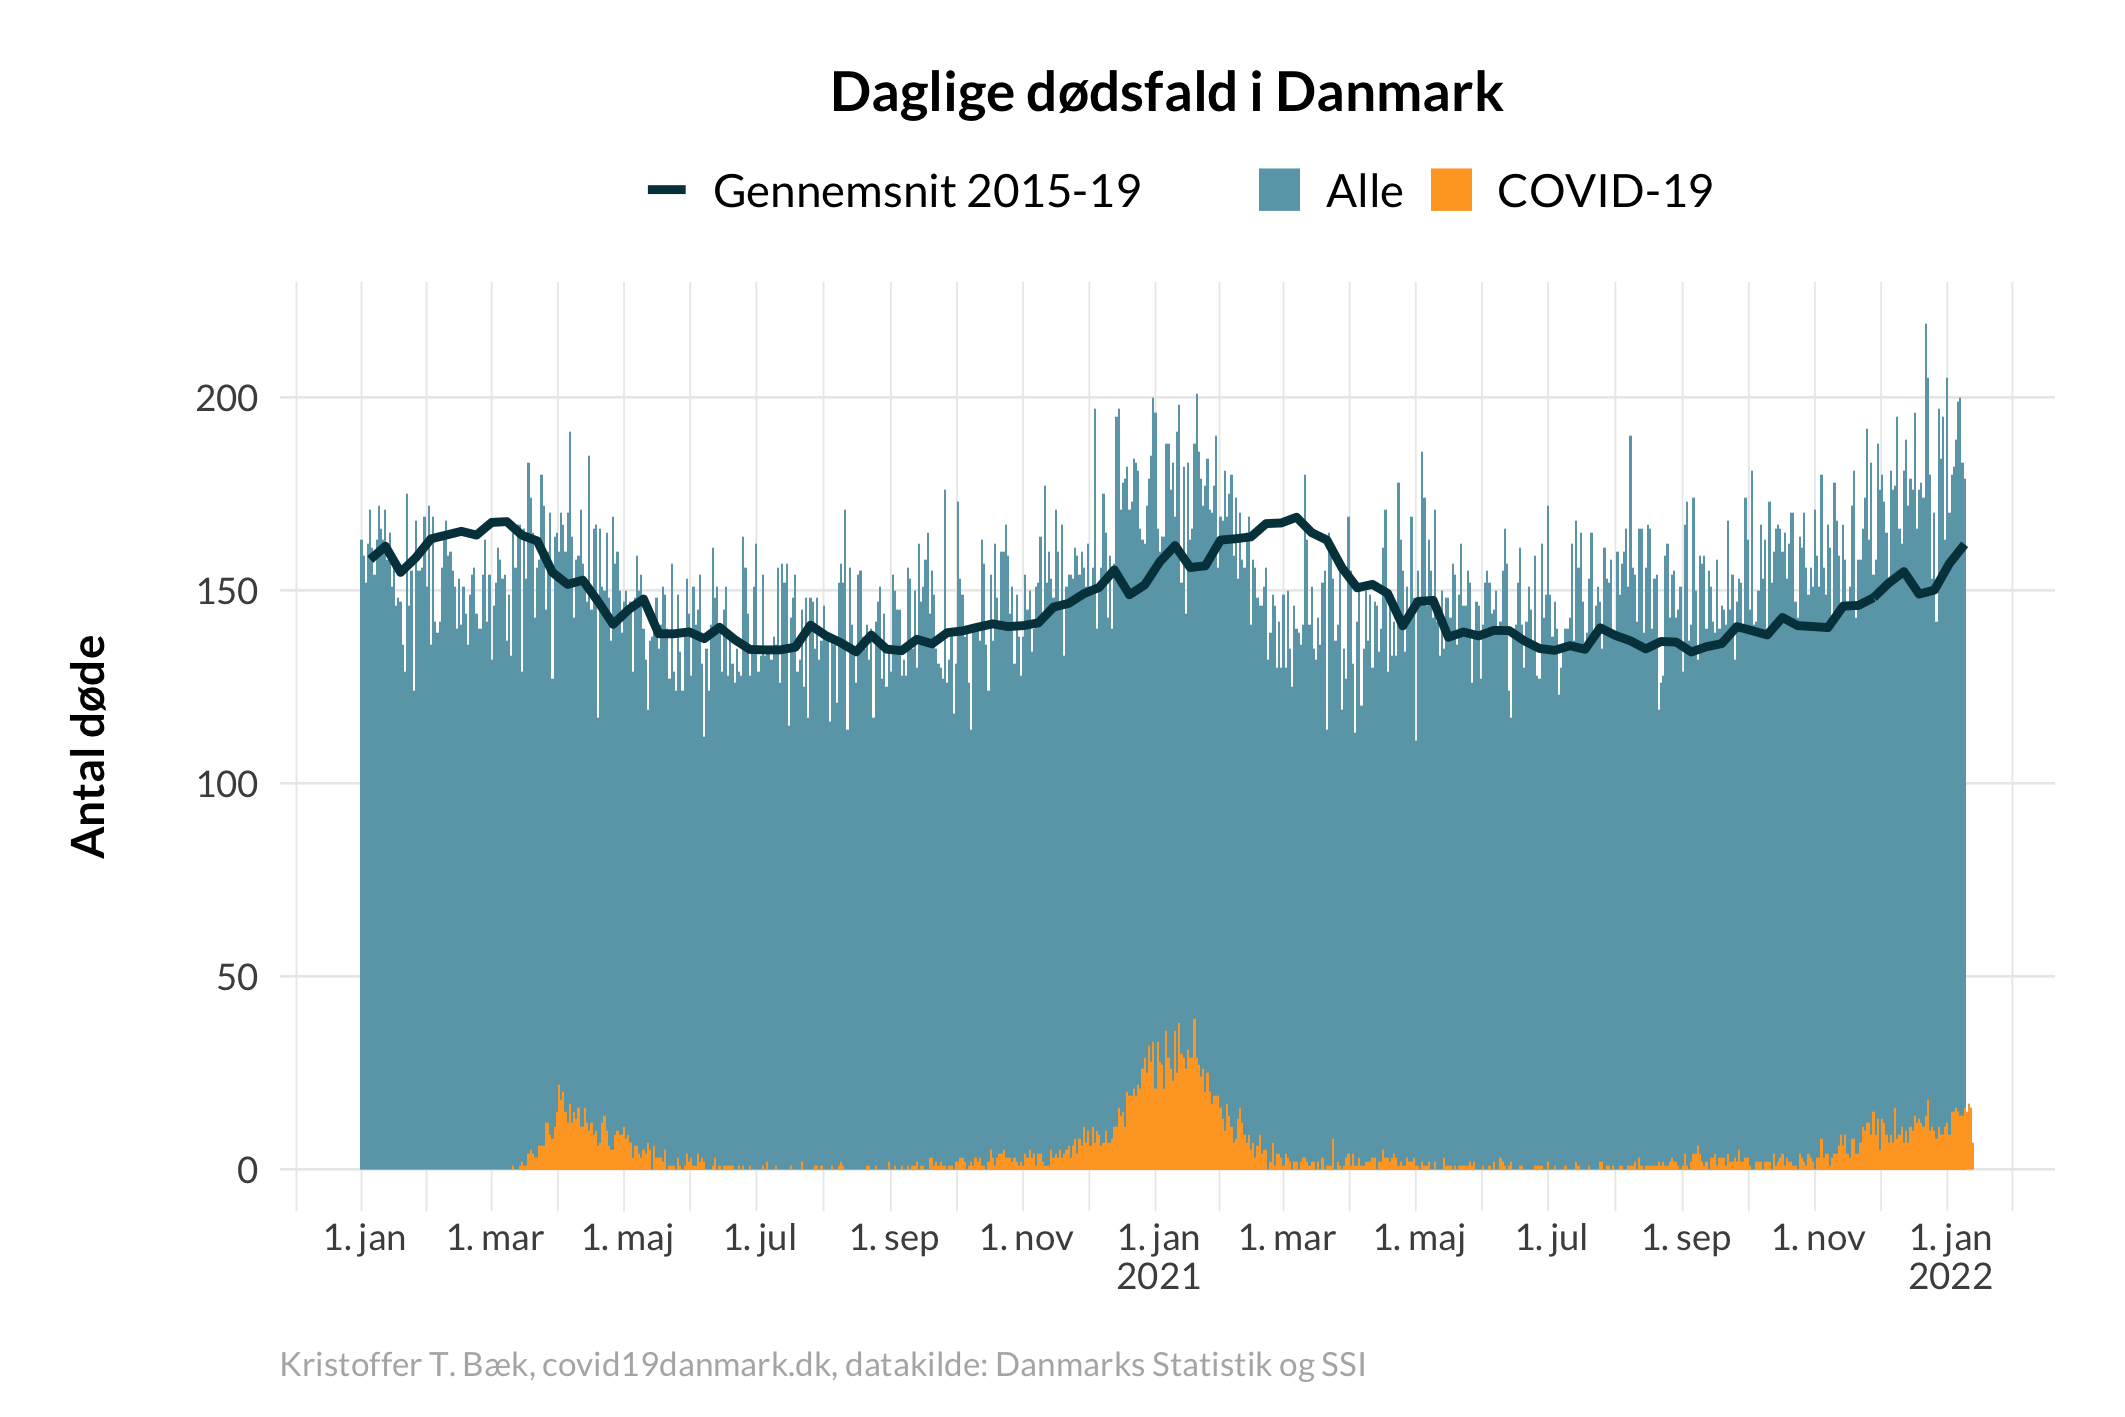 Daglige dødsfald i Danmark
Gennemsnit 2015-19 Alle COVID-19
Antal døde
200
150
100
50
0
1. jan 1. mar 1. maj 1. jul 1. sep 1. nov 1. jan 1. mar 1. maj 1. jul 1. sep 1. nov 1. jan
2021 2022
Kristoffer T. Bæk, covid19danmark.dk, datakilde: Danmarks Statistik og SSI